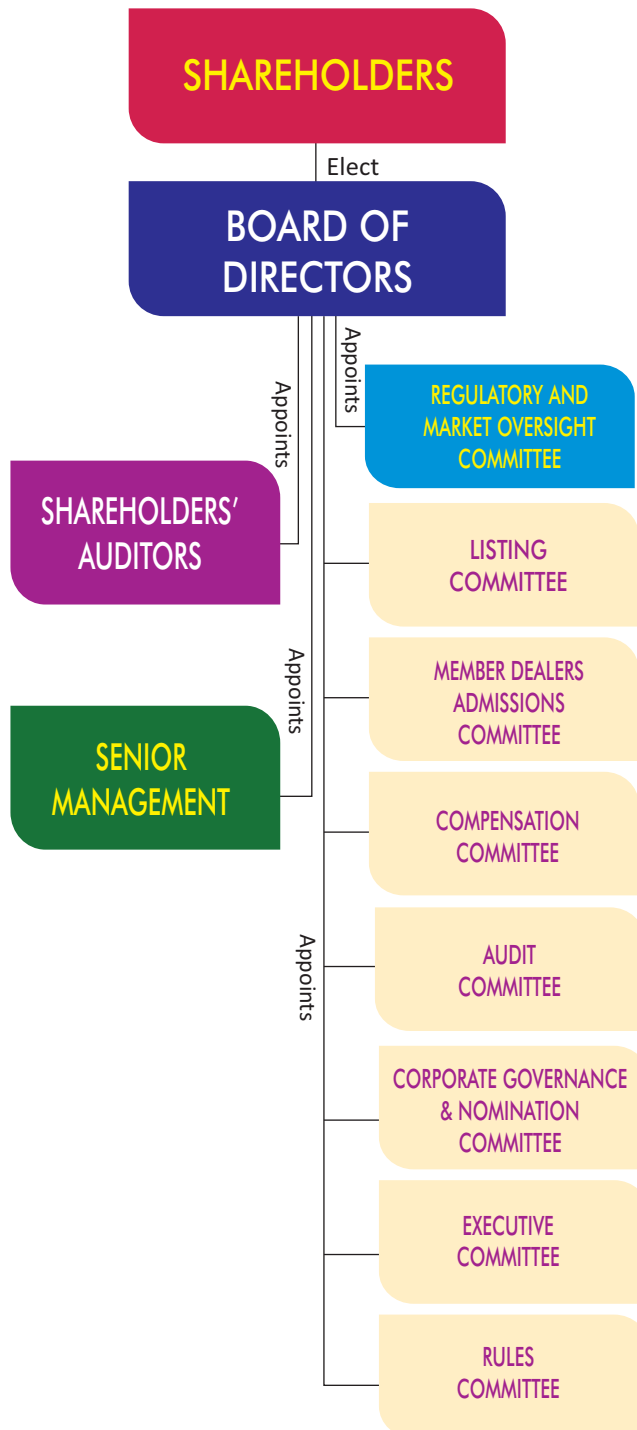 SHAREHOLDERS
Elect
BOARD OF
DIRECTORS
Appoints
REGULATORY AND
MARKET OVERSIGHT
COMMITTEE
Appoints
SHAREHOLDERS'
AUDITORS
LISTING
COMMITTEE
Appoints
MEMBER DEALERS
ADMISSIONS
COMMITTEE
SENIOR
MANAGEMENT
COMPENSATION
COMMITTEE
Appoints
AUDIT
COMMITTEE
CORPORATE GOVERNANCE
& NOMINATION
COMMITTEE
EXECUTIVE
COMMITTEE
RULES
COMMITTEE